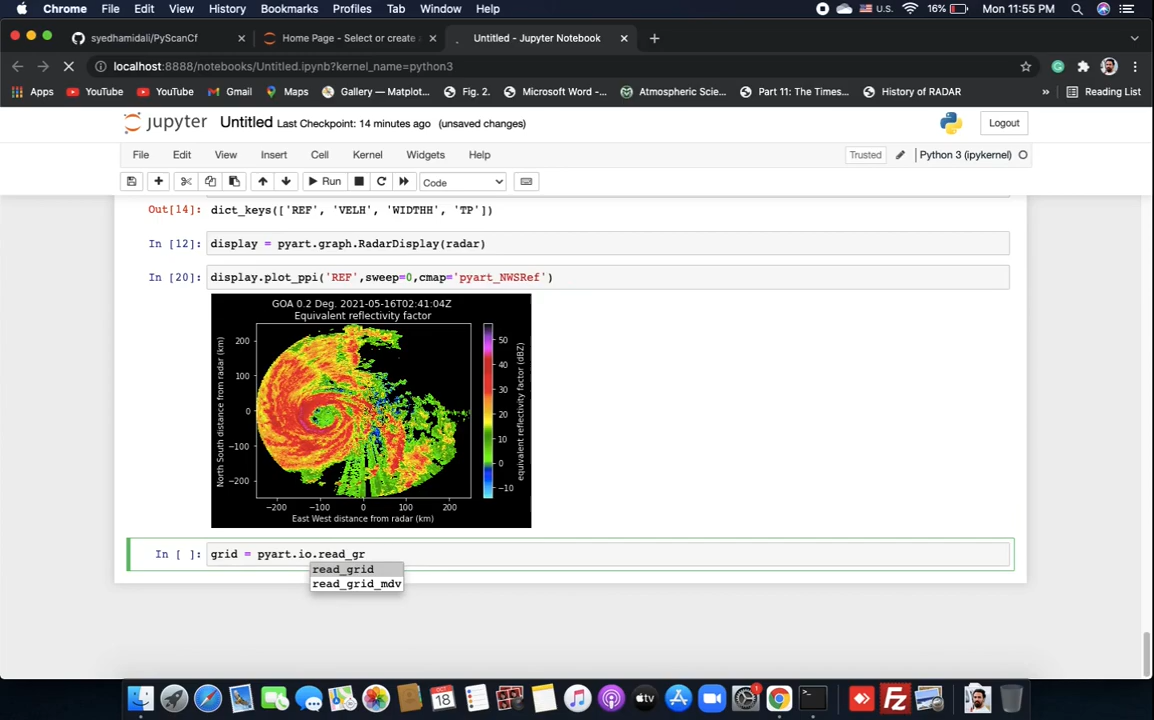 Chrome File Edit View History Bookmarks Profiles Tab Window Help U.S. 16% Mon 11:55 PM
syedhamidali/PyScanCf Home Page - Select or create a Untitled - Jupyter Notebook
localhost:8888/notebooks/Untitled.ipynb?kernel_name=python3
Apps YouTube YouTube Gmail Maps Gallery — Matplot... Fig. 2. Microsoft Word -... Atmospheric Scie... Part 11: The Times... History of RADAR » Reading List
jupyter Untitled Last Checkpoint: 14 minutes ago (unsaved changes) Logout
File Edit View Insert Cell Kernel Widgets Help Trusted Python 3 (ipykernel)
Run Code
Out[14]: dict_keys(['REF', 'VELH', 'WIDTHH', 'TP'])
In [12]: display = pyart.graph.RadarDisplay(radar)
In [20]: display.plot_ppi('REF',sweep=0,cmap='pyart_NWSRef')
GOA 0.2 Deg. 2021-05-16T02:41:04Z
Equivalent reflectivity factor
North South distance from radar (km)
200
100
0
−100
−200
−200 −100 0 100 200
East West distance from radar (km)
50
40
30
20
10
0
−10
equivalent reflectivity factor (dBZ)
In [ ]: grid = pyart.io.read_gr
read_grid
read_grid_mdv
OCT
18
tv
1